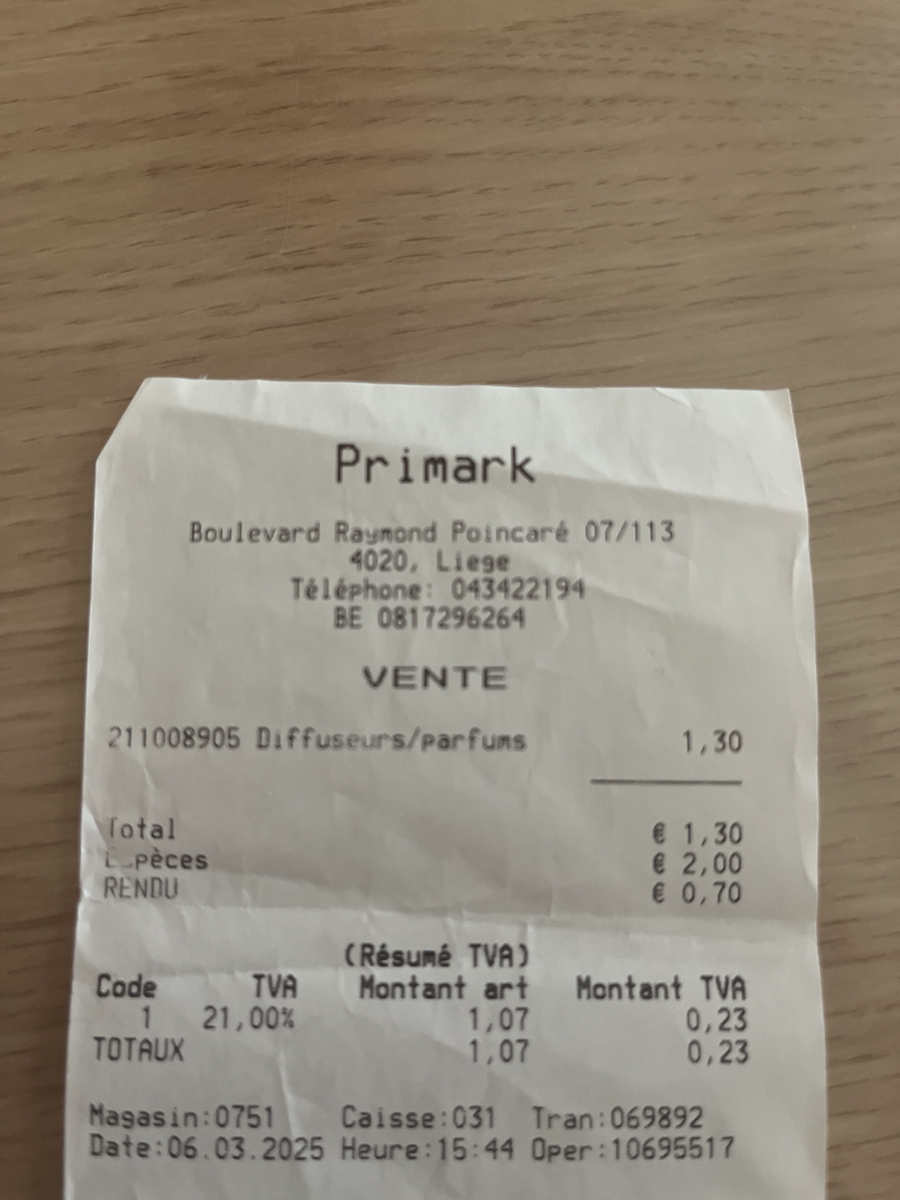 Primark
Boulevard Raymond Poincaré 07/113
4020, Liege
Téléphone: 043422194
BE 0817296264
VENTE
211008905 Diffuseurs/parfums 1,30
Total € 1,30
Espèces € 2,00
RENDU € 0,70
(Résumé TVA)
Code TVA Montant art Montant TVA
1 21,00% 1,07 0,23
TOTAUX 1,07 0,23
Magasin:0751 Caisse:031 Tran:069892
Date:06.03.2025 Heure:15:44 Oper:10695517